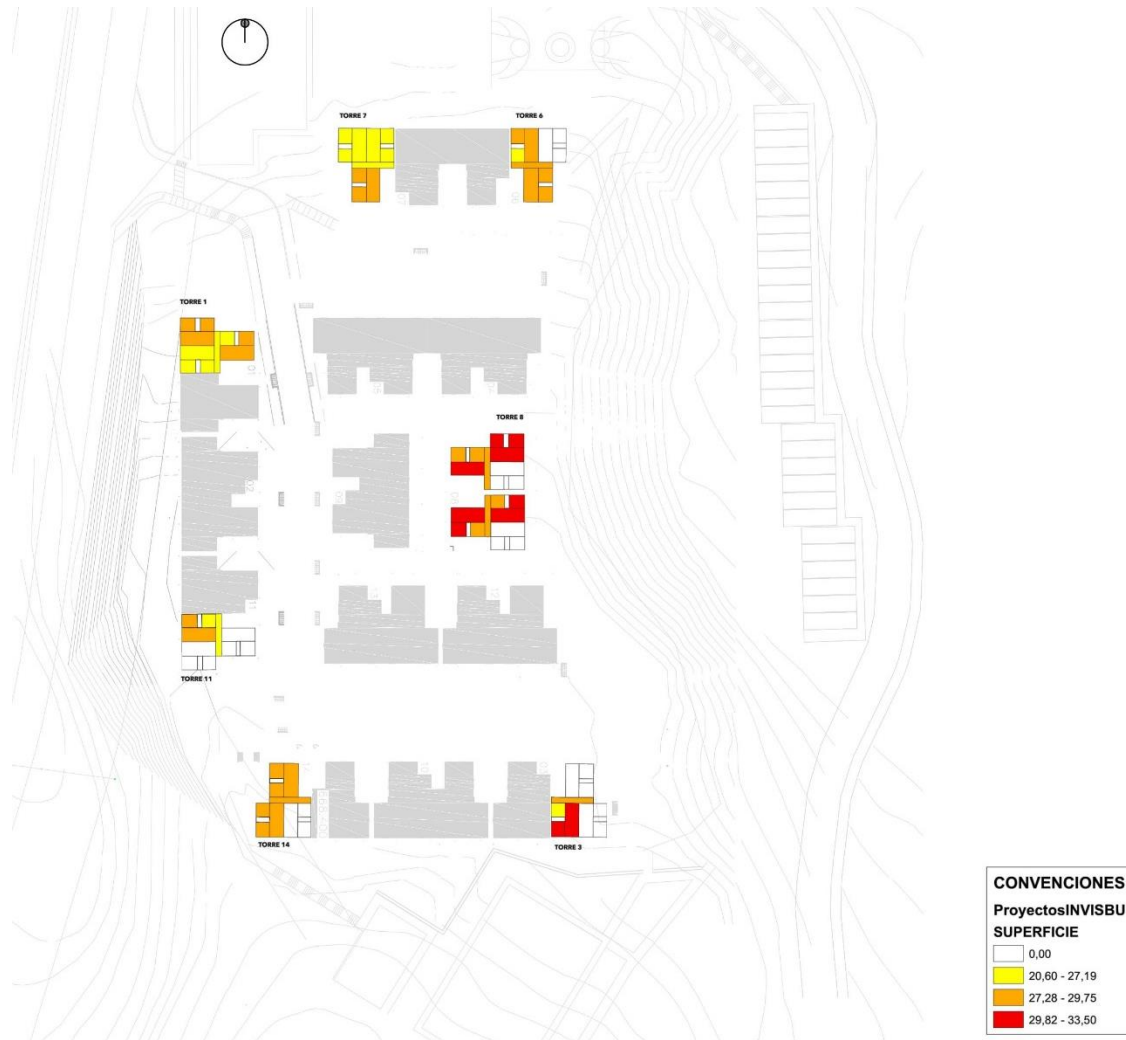 TORRE 7
TORRE 6
TORRE 1
TORRE 8
TORRE 11
TORRE 14
TORRE 3
CONVENCIONES
ProyectosINVISBU
SUPERFICIE
0,00
20,60 - 27,19
27,28 - 29,75
29,82 - 33,50